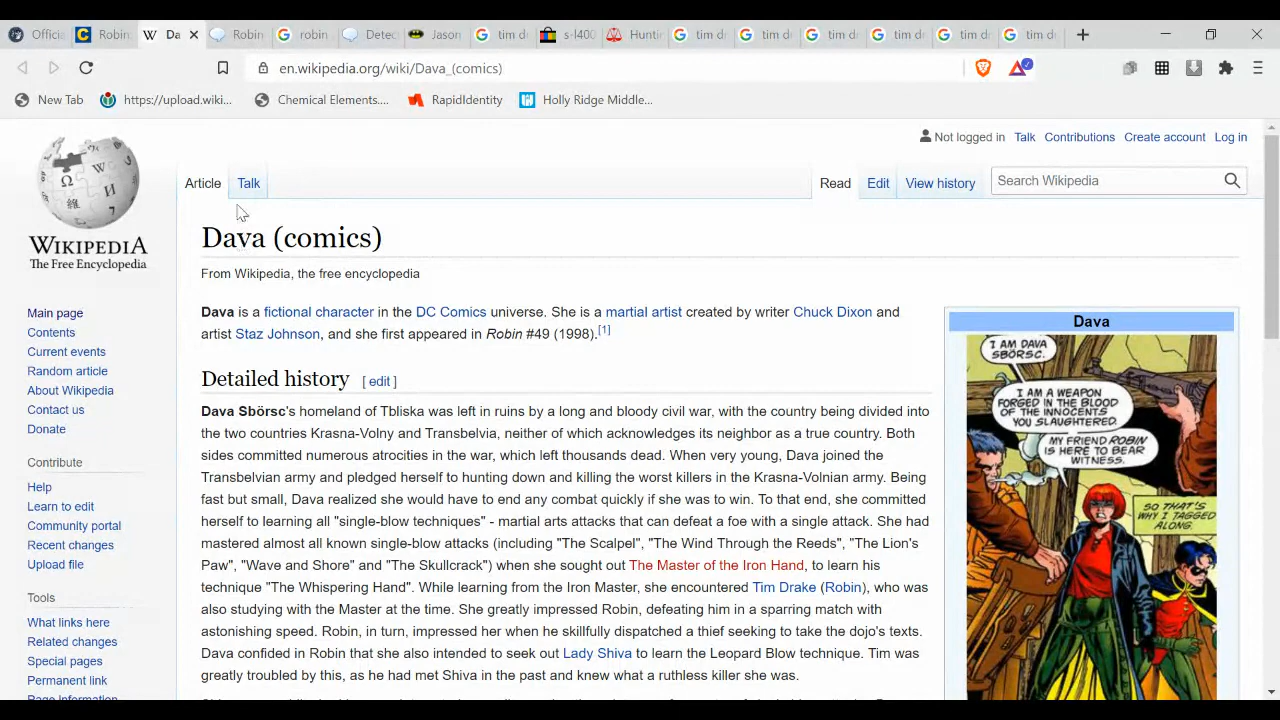 Offici
Robin
Da
Robin
robin
Detec
Jason
tim d
s-l400
Hunti
tim d
tim d
tim d
tim d
tim d
tim d
en.wikipedia.org/wiki/Dava_(comics)
New Tab
https://upload.wiki...
Chemical Elements....
RapidIdentity
Holly Ridge Middle...
Not logged in Talk Contributions Create account Log in
Article Talk
Read Edit View history
Search Wikipedia
WIKIPEDIA
The Free Encyclopedia
Main page
Contents
Current events
Random article
About Wikipedia
Contact us
Donate
Contribute
Help
Learn to edit
Community portal
Recent changes
Upload file
Tools
What links here
Related changes
Special pages
Permanent link
Page information
Dava (comics)
From Wikipedia, the free encyclopedia
Dava is a fictional character in the DC Comics universe. She is a martial artist created by writer Chuck Dixon and
artist Staz Johnson, and she first appeared in Robin #49 (1998).[1]
Detailed history [ edit ]
Dava Sbörsc's homeland of Tbliska was left in ruins by a long and bloody civil war, with the country being divided into
the two countries Krasna-Volny and Transbelvia, neither of which acknowledges its neighbor as a true country. Both
sides committed numerous atrocities in the war, which left thousands dead. When very young, Dava joined the
Transbelvian army and pledged herself to hunting down and killing the worst killers in the Krasna-Volnian army. Being
fast but small, Dava realized she would have to end any combat quickly if she was to win. To that end, she committed
herself to learning all "single-blow techniques" - martial arts attacks that can defeat a foe with a single attack. She had
mastered almost all known single-blow attacks (including "The Scalpel", "The Wind Through the Reeds", "The Lion's
Paw", "Wave and Shore" and "The Skullcrack") when she sought out The Master of the Iron Hand, to learn his
technique "The Whispering Hand". While learning from the Iron Master, she encountered Tim Drake (Robin), who was
also studying with the Master at the time. She greatly impressed Robin, defeating him in a sparring match with
astonishing speed. Robin, in turn, impressed her when he skillfully dispatched a thief seeking to take the dojo's texts.
Dava confided in Robin that she also intended to seek out Lady Shiva to learn the Leopard Blow technique. Tim was
greatly troubled by this, as he had met Shiva in the past and knew what a ruthless killer she was.
Dava
I AM DAVA
SBÖRSC.
I AM A WEAPON
FORGED IN THE BLOOD
OF THE INNOCENTS
YOU SLAUGHTERED.
MY FRIEND ROBIN
IS HERE TO BEAR
WITNESS.
SO THAT'S
WHY I TAGGED
ALONG.